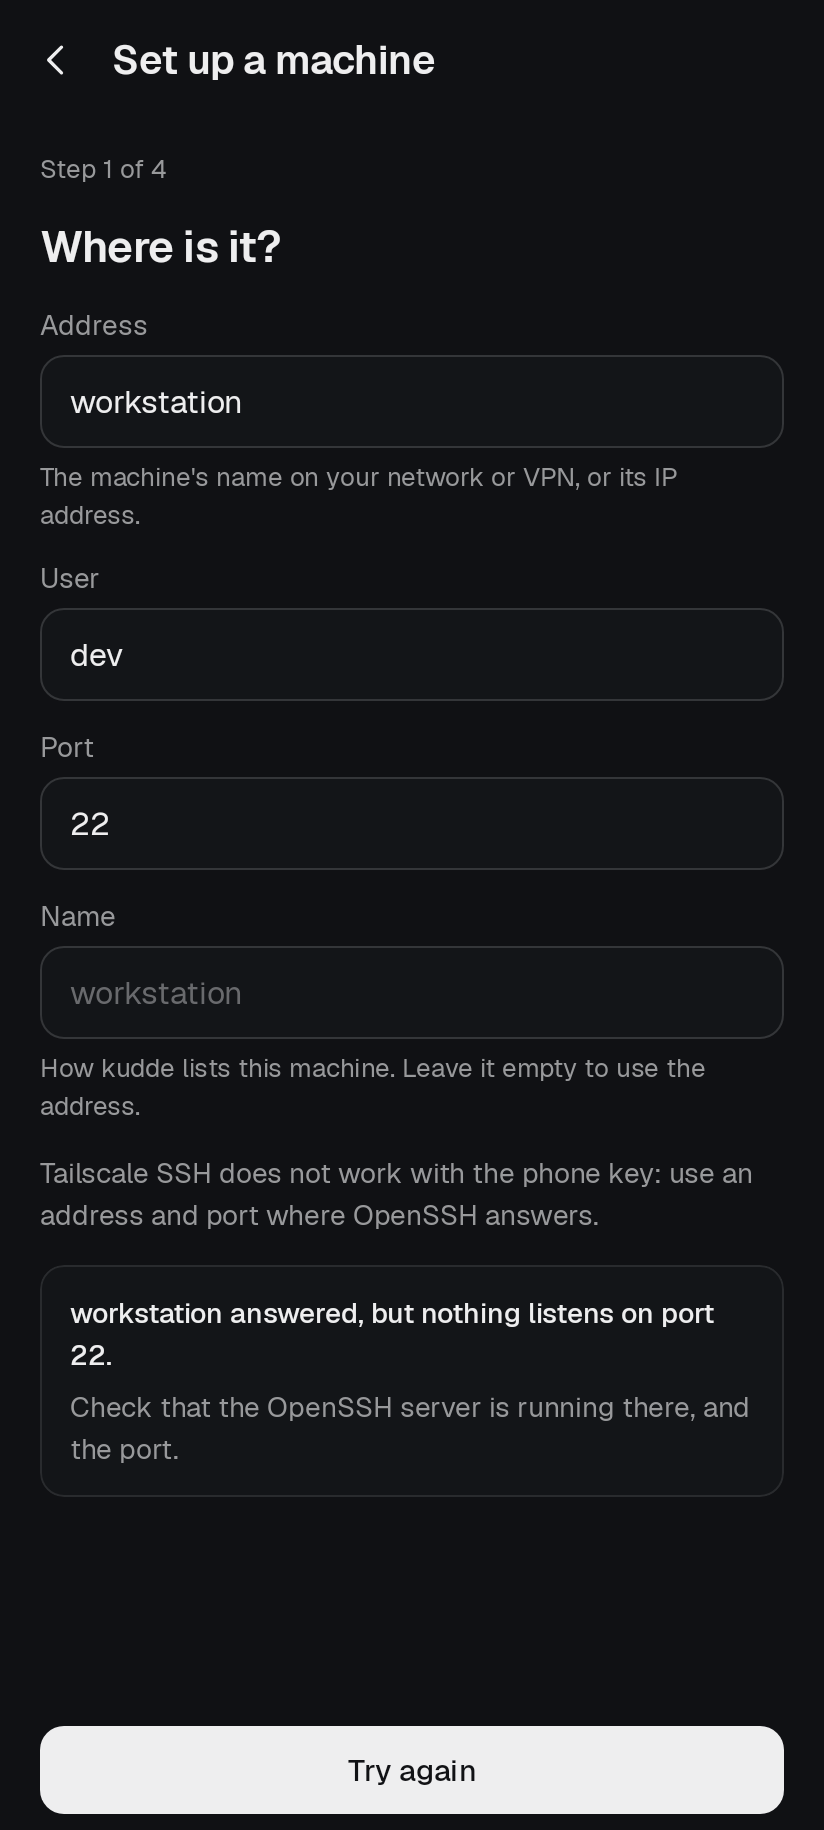 Set up a machine
Step 1 of 4
Where is it?
Address
workstation
The machine's name on your network or VPN, or its IP
address.
User
dev
Port
22
Name
workstation
How kudde lists this machine. Leave it empty to use the
address.
Tailscale SSH does not work with the phone key: use an
address and port where OpenSSH answers.
workstation answered, but nothing listens on port
22.
Check that the OpenSSH server is running there, and
the port.
Try again